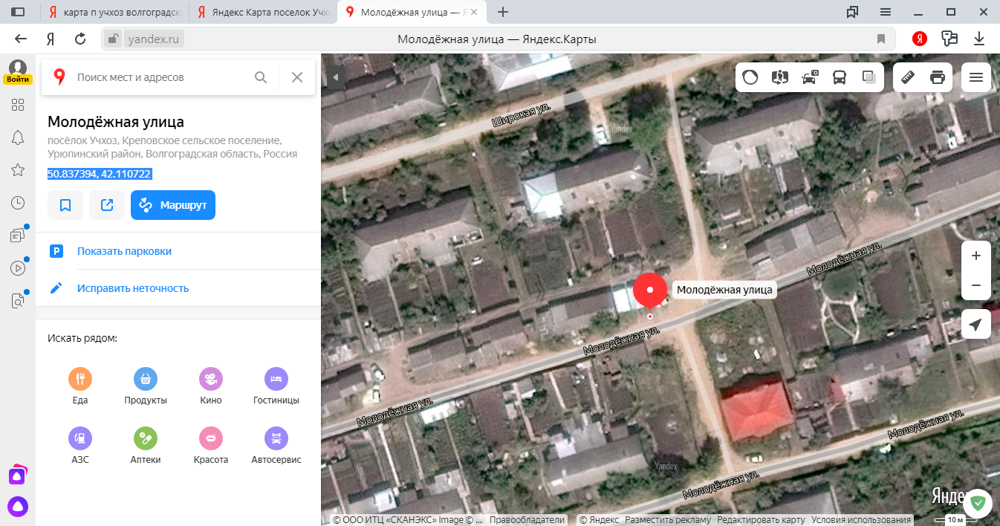 карта п учхоз волгоградск
Яндекс Карта поселок Учхо
Молодёжная улица — Я
yandex.ru
Молодёжная улица — Яндекс.Карты
Войти
Поиск мест и адресов
Молодёжная улица
посёлок Учхоз, Креповское сельское поселение,
Урюпинский район, Волгоградская область, Россия
50.837394, 42.110722
Маршрут
Показать парковки
Исправить неточность
Искать рядом:
Еда
Продукты
Кино
Гостиницы
АЗС
Аптеки
Красота
Автосервис
Широкая ул.
Yandex
Молодёжная ул.
Молодёжная улица
Молодёжная ул.
Молодёжная ул.
Молодёжная ул.
Yandex
Молодёжная ул.
Яндекс
© ООО ИТЦ «СКАНЭКС» Image © ...
Правообладатели
© Яндекс
Разместить рекламу
Редактировать карту
Условия использования
10 м